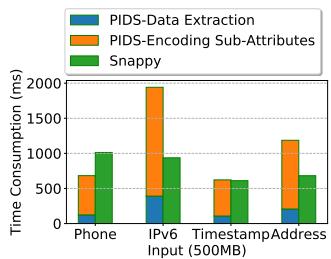 PIDS-Data Extraction
PIDS-Encoding Sub-Attributes
Snappy
Time Consumption (ms)
2000
1500
1000
500
0
Phone IPv6 Timestamp Address
Input (500MB)